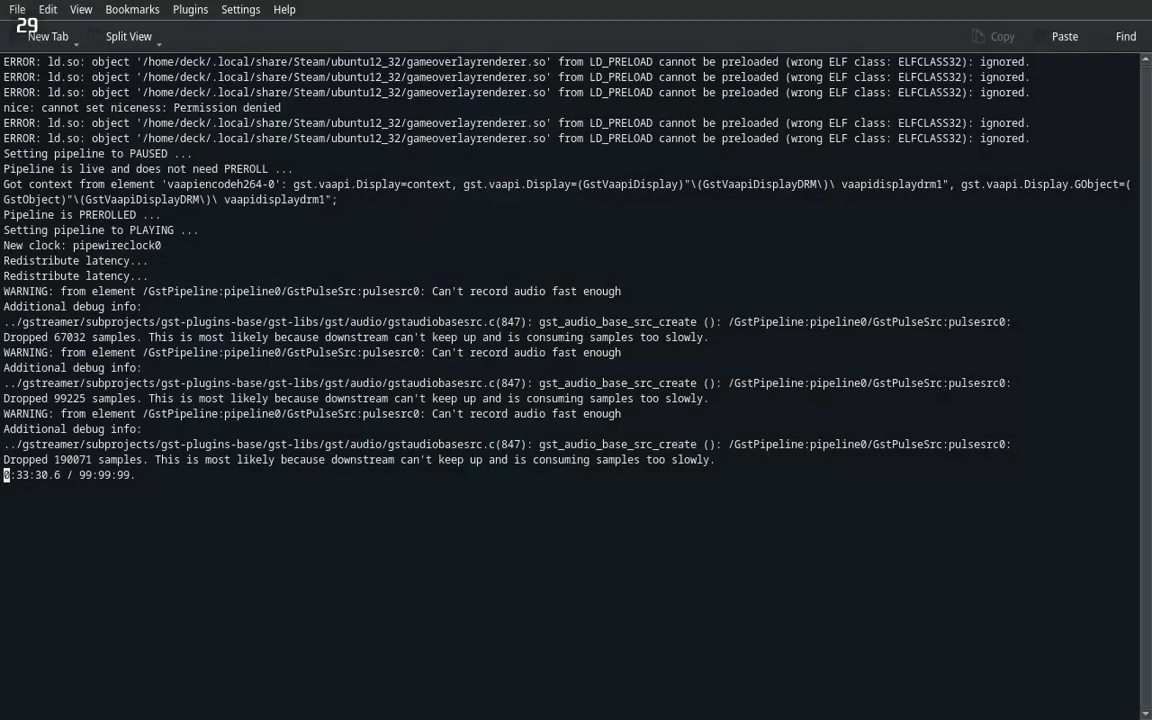 File Edit View Bookmarks Plugins Settings Help
29
New Tab Split View Copy Paste Find
ERROR: ld.so: object '/home/deck/.local/share/Steam/ubuntu12_32/gameoverlayrenderer.so' from LD_PRELOAD cannot be preloaded (wrong ELF class: ELFCLASS32): ignored.
ERROR: ld.so: object '/home/deck/.local/share/Steam/ubuntu12_32/gameoverlayrenderer.so' from LD_PRELOAD cannot be preloaded (wrong ELF class: ELFCLASS32): ignored.
ERROR: ld.so: object '/home/deck/.local/share/Steam/ubuntu12_32/gameoverlayrenderer.so' from LD_PRELOAD cannot be preloaded (wrong ELF class: ELFCLASS32): ignored.
nice: cannot set niceness: Permission denied
ERROR: ld.so: object '/home/deck/.local/share/Steam/ubuntu12_32/gameoverlayrenderer.so' from LD_PRELOAD cannot be preloaded (wrong ELF class: ELFCLASS32): ignored.
ERROR: ld.so: object '/home/deck/.local/share/Steam/ubuntu12_32/gameoverlayrenderer.so' from LD_PRELOAD cannot be preloaded (wrong ELF class: ELFCLASS32): ignored.
Setting pipeline to PAUSED ...
Pipeline is live and does not need PREROLL ...
Got context from element 'vaapiencodeh264-0': gst.vaapi.Display=context, gst.vaapi.Display=(GstVaapiDisplay)"\(GstVaapiDisplayDRM\)\ vaapidisplaydrm1", gst.vaapi.Display.GObject=(
GstObject)"\(GstVaapiDisplayDRM\)\ vaapidisplaydrm1";
Pipeline is PREROLLED ...
Setting pipeline to PLAYING ...
New clock: pipewireclock0
Redistribute latency...
Redistribute latency...
WARNING: from element /GstPipeline:pipeline0/GstPulseSrc:pulsesrc0: Can't record audio fast enough
Additional debug info:
../gstreamer/subprojects/gst-plugins-base/gst-libs/gst/audio/gstaudiobasesrc.c(847): gst_audio_base_src_create (): /GstPipeline:pipeline0/GstPulseSrc:pulsesrc0:
Dropped 67032 samples. This is most likely because downstream can't keep up and is consuming samples too slowly.
WARNING: from element /GstPipeline:pipeline0/GstPulseSrc:pulsesrc0: Can't record audio fast enough
Additional debug info:
../gstreamer/subprojects/gst-plugins-base/gst-libs/gst/audio/gstaudiobasesrc.c(847): gst_audio_base_src_create (): /GstPipeline:pipeline0/GstPulseSrc:pulsesrc0:
Dropped 99225 samples. This is most likely because downstream can't keep up and is consuming samples too slowly.
WARNING: from element /GstPipeline:pipeline0/GstPulseSrc:pulsesrc0: Can't record audio fast enough
Additional debug info:
../gstreamer/subprojects/gst-plugins-base/gst-libs/gst/audio/gstaudiobasesrc.c(847): gst_audio_base_src_create (): /GstPipeline:pipeline0/GstPulseSrc:pulsesrc0:
Dropped 190071 samples. This is most likely because downstream can't keep up and is consuming samples too slowly.
0:33:30.6 / 99:99:99.